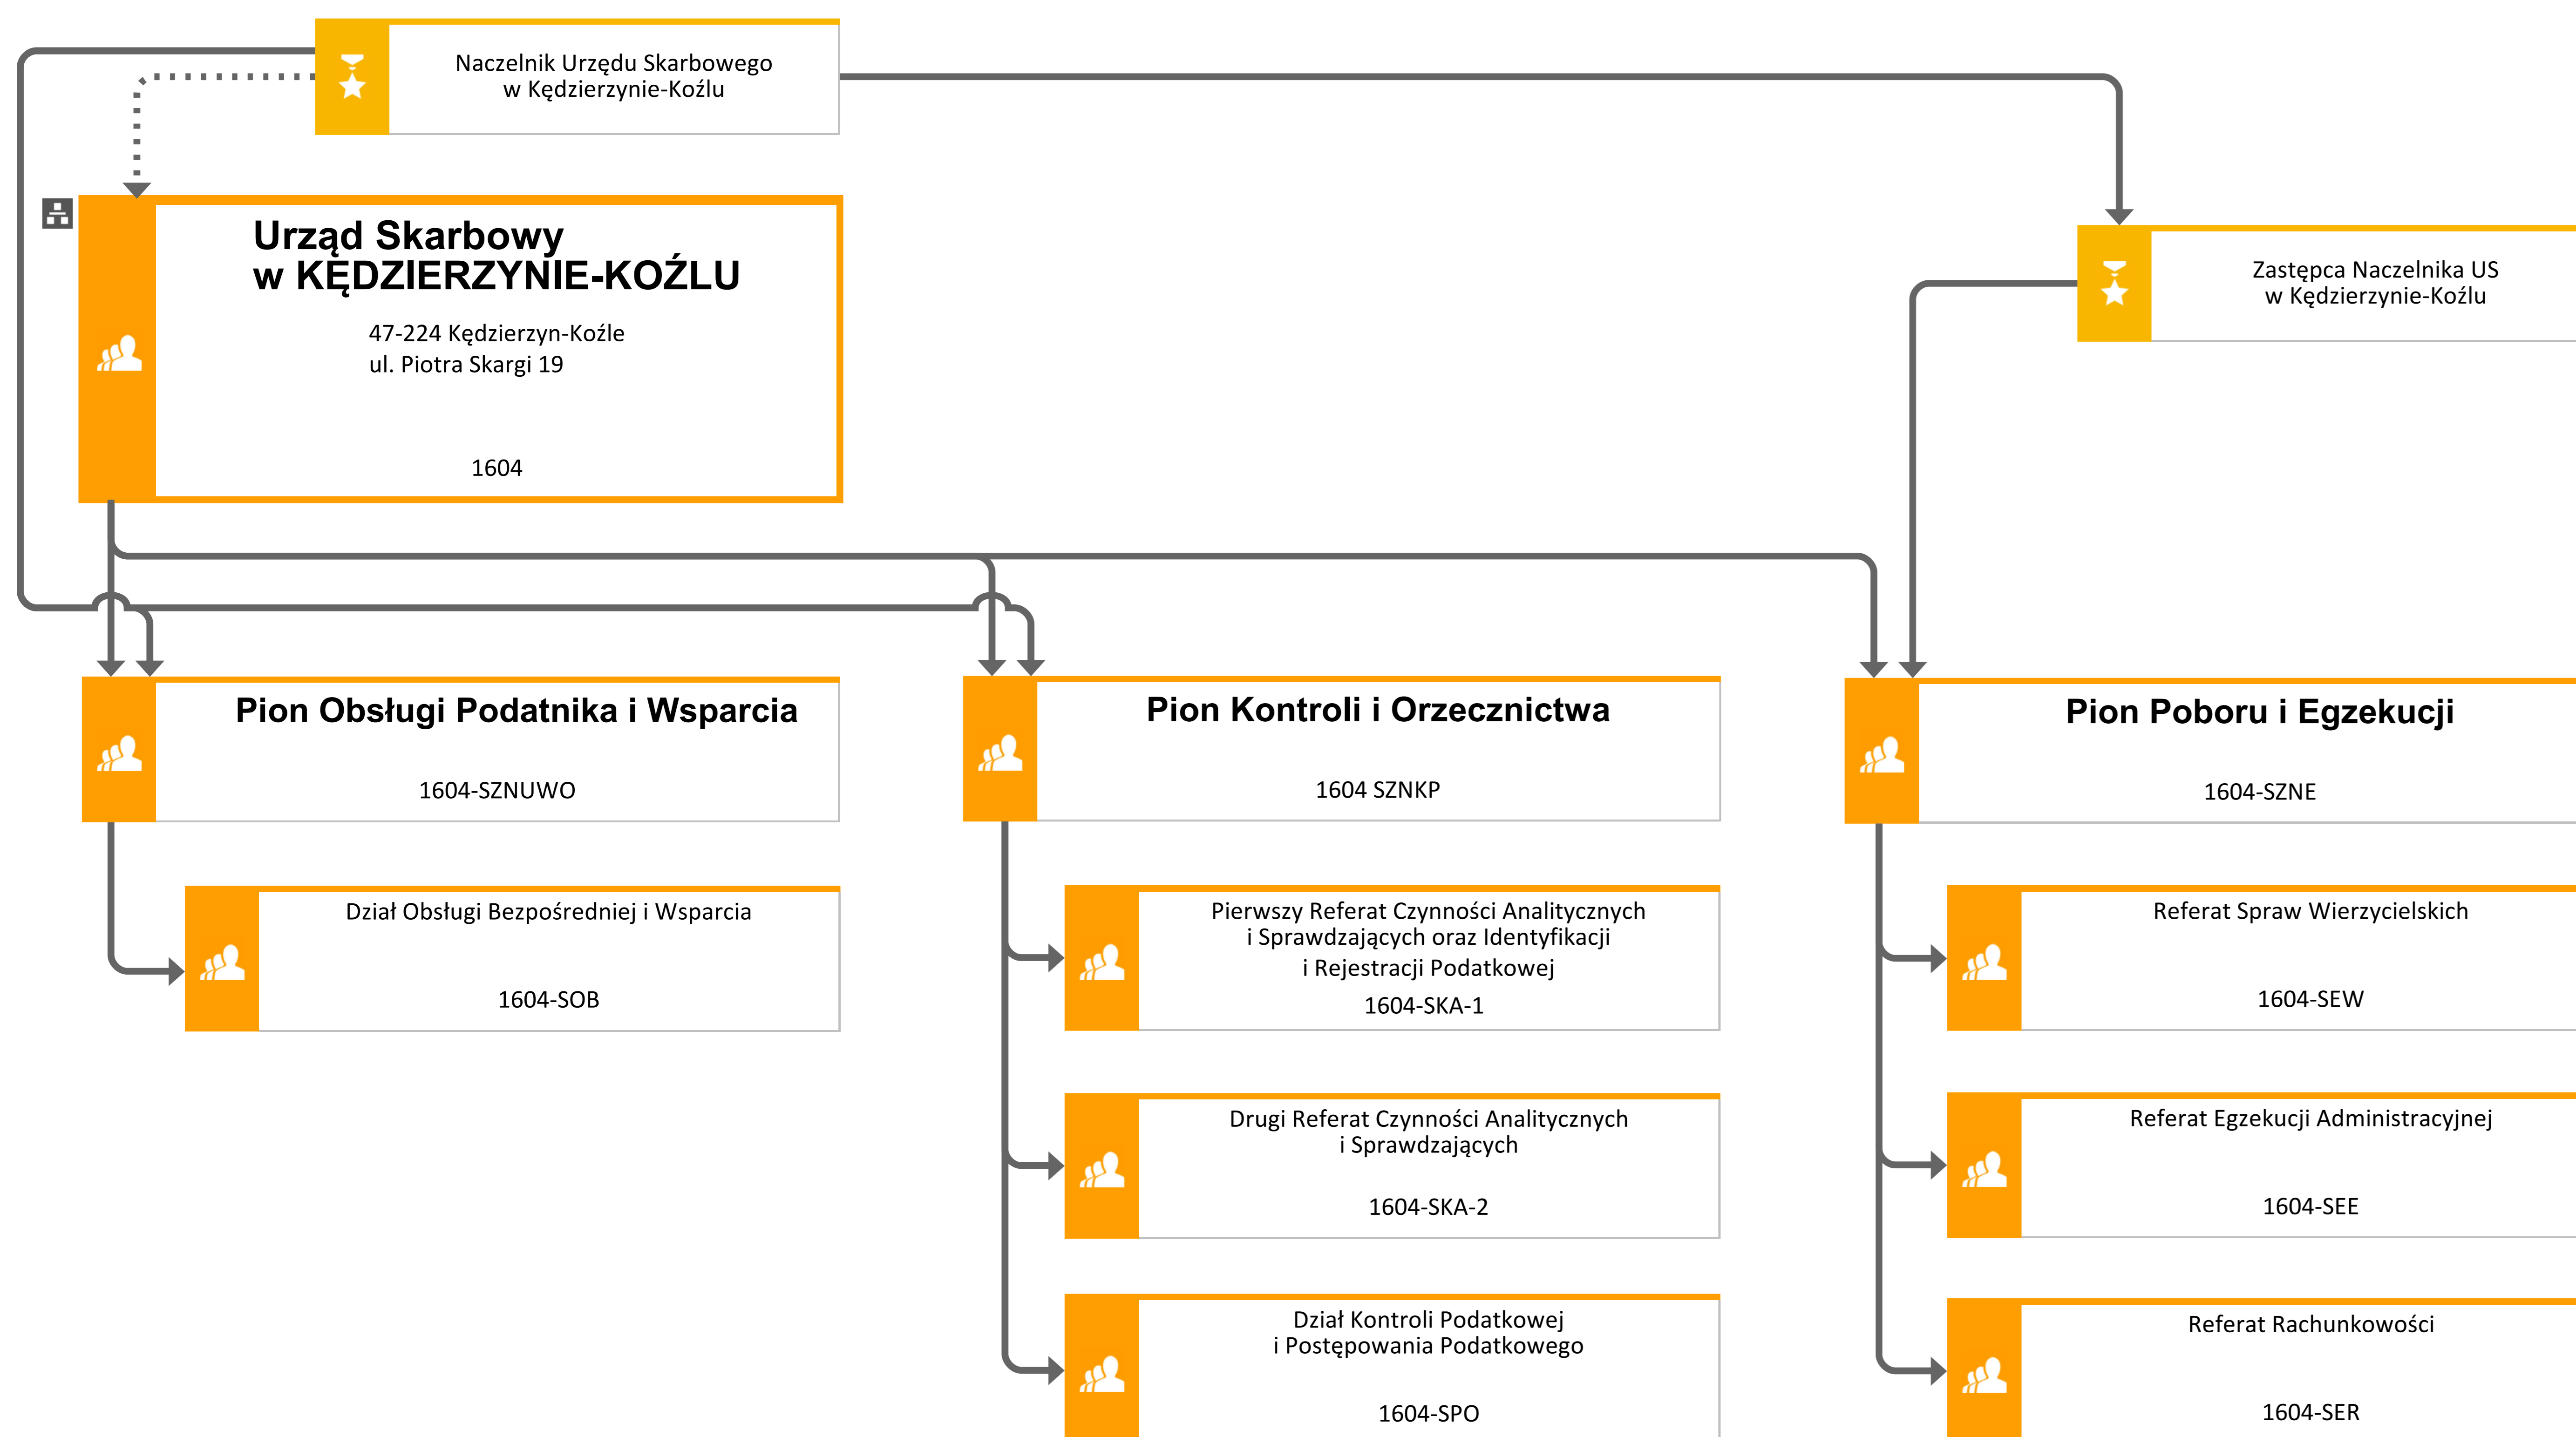 Naczelnik Urzędu Skarbowego
w Kędzierzynie-Koźlu
Urząd Skarbowy
w KĘDZIERZYNIE-KOŹLU
47-224 Kędzierzyn-Koźle
ul. Piotra Skargi 19
1604
Zastępca Naczelnika US
w Kędzierzynie-Koźlu
Pion Obsługi Podatnika i Wsparcia
1604-SZNUWO
Dział Obsługi Bezpośredniej i Wsparcia
1604-SOB
Pion Kontroli i Orzecznictwa
1604 SZNKP
Pierwszy Referat Czynności Analitycznych
i Sprawdzających oraz Identyfikacji
i Rejestracji Podatkowej
1604-SKA-1
Drugi Referat Czynności Analitycznych
i Sprawdzających
1604-SKA-2
Dział Kontroli Podatkowej
i Postępowania Podatkowego
1604-SPO
Pion Poboru i Egzekucji
1604-SZNE
Referat Spraw Wierzycielskich
1604-SEW
Referat Egzekucji Administracyjnej
1604-SEE
Referat Rachunkowości
1604-SER